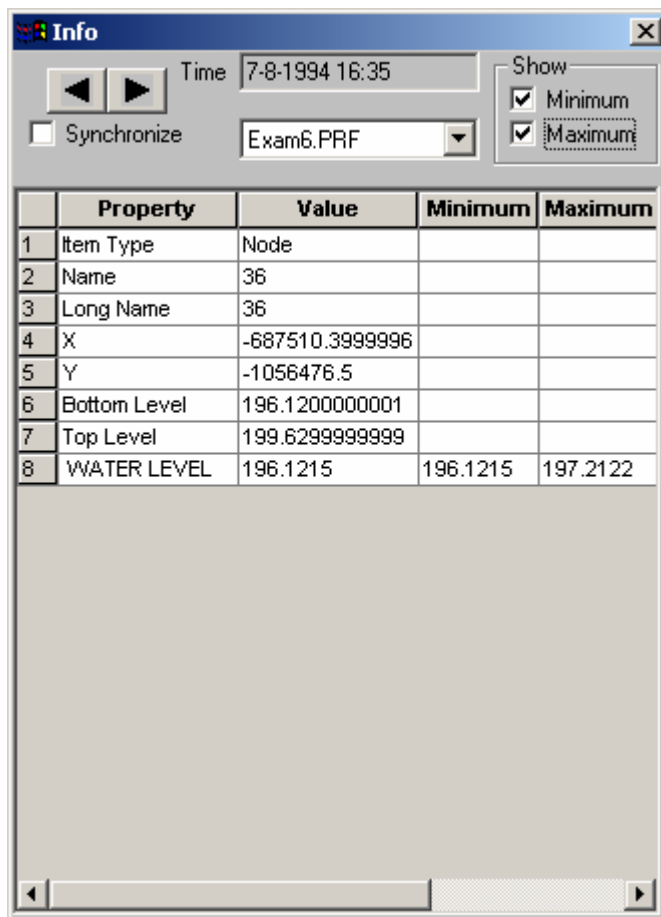 Info
Time 7-8-1994 16:35
Show
Minimum
Synchronize Exam6.PRF Maximum
Property Value Minimum Maximum
1 Item Type Node
2 Name 36
3 Long Name 36
4 X -687510.3999996
5 Y -1056476.5
6 Bottom Level 196.1200000001
7 Top Level 199.6299999999
8 WATER LEVEL 196.1215 196.1215 197.2122